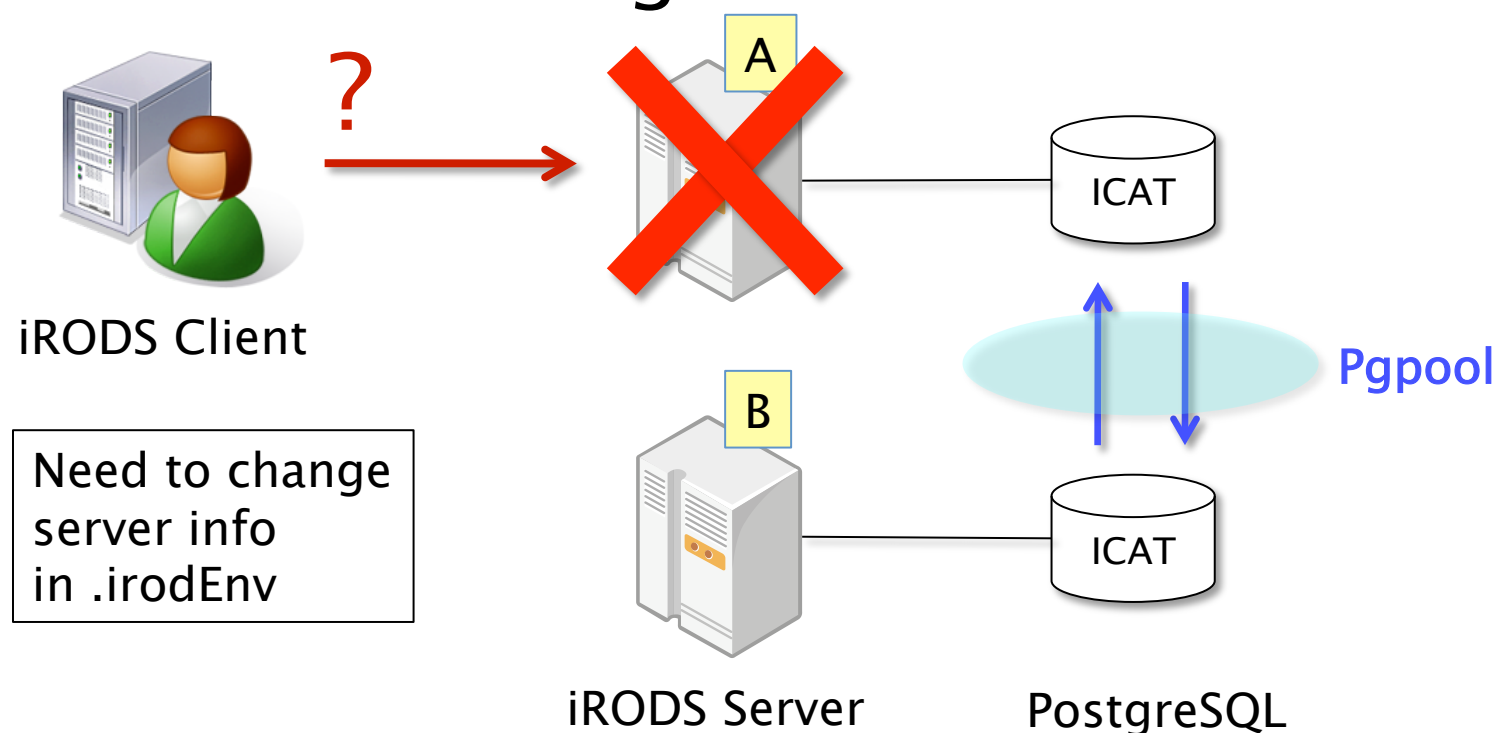 ?
A
ICAT
iRODS Client
Pgpool
B
Need to change
server info
in .irodEnv
ICAT
iRODS Server
PostgreSQL